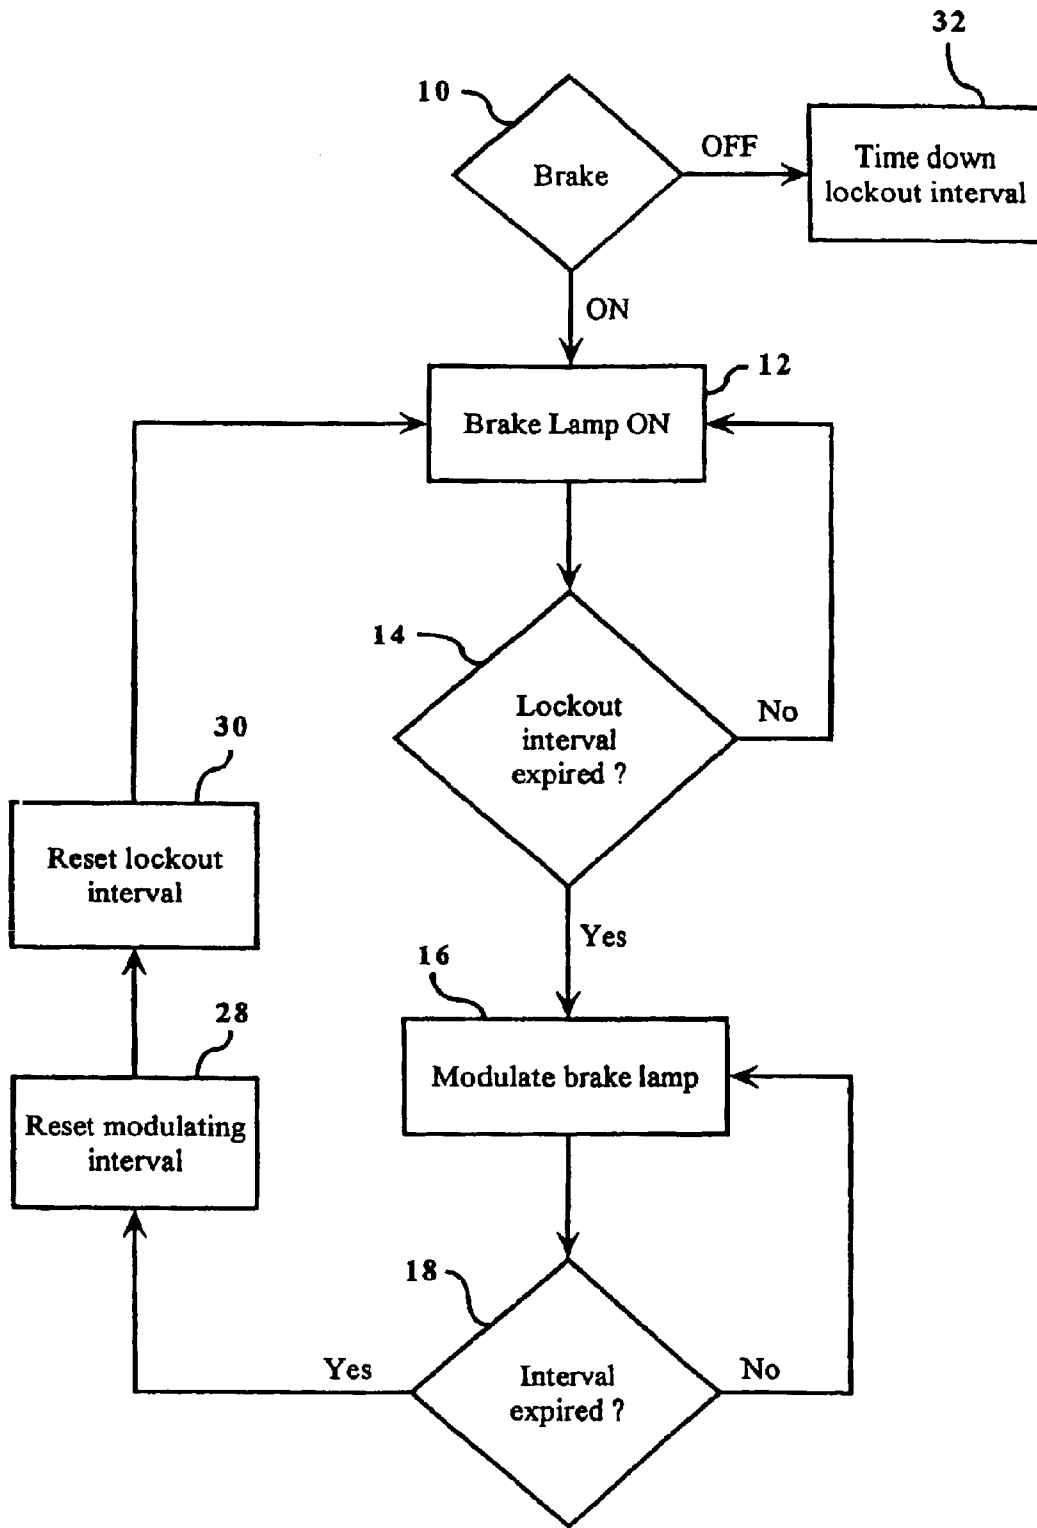 32
10
OFF
Brake
Time down
lockout interval
ON
12
Brake Lamp ON
14
Lockout
interval
expired ?
No
30
Reset lockout
interval
Yes
16
28
Modulate brake lamp
Reset modulating
interval
18
Yes
Interval
expired ?
No